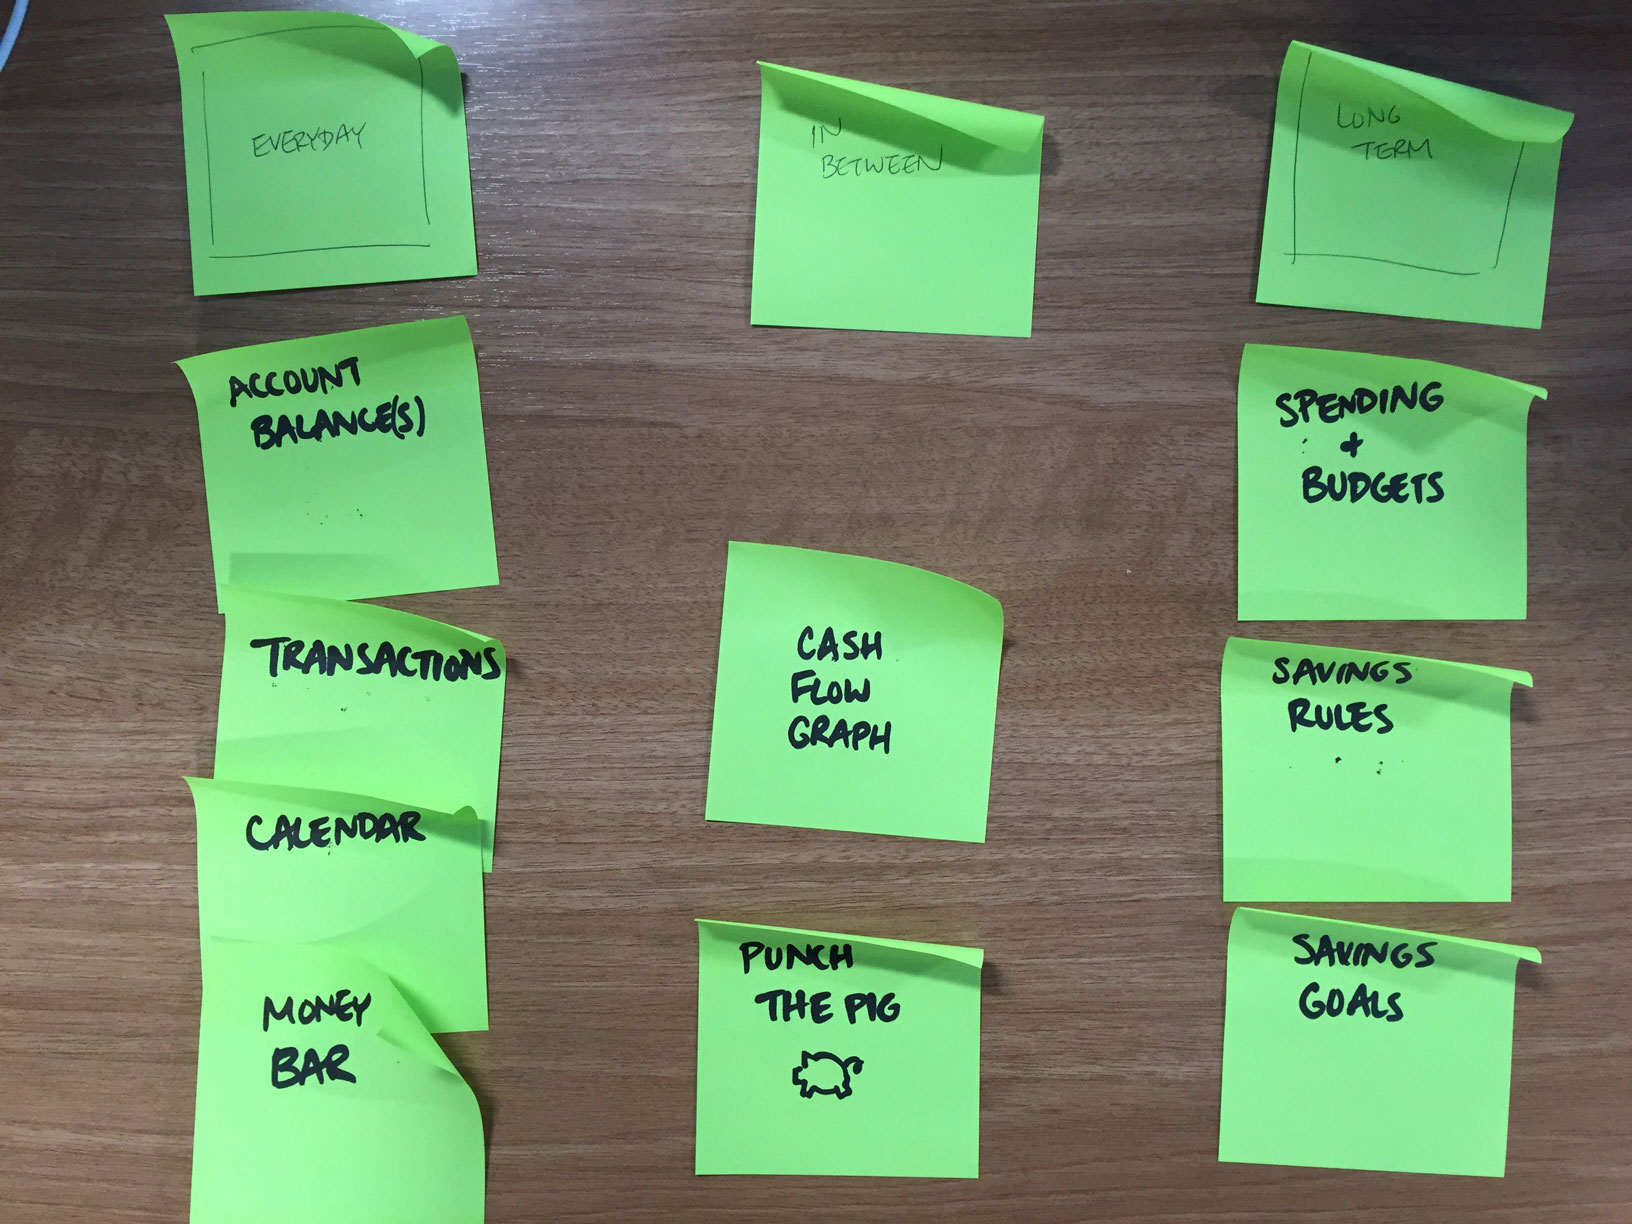 EVERYDAY
IN
BETWEEN
LONG
TERM
ACCOUNT
BALANCE(S)
TRANSACTIONS
CALENDAR
MONEY
BAR
CASH
FLOW
GRAPH
PUNCH
THE PIG
SPENDING
+
BUDGETS
SAVINGS
RULES
SAVINGS
GOALS